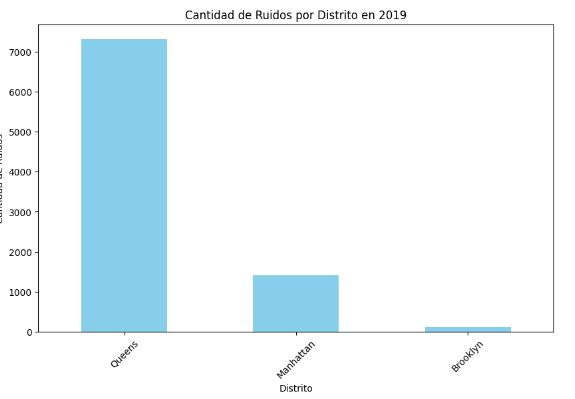 Cantidad de Ruidos por Distrito en 2019
7000
6000
5000
4000
3000
2000
1000
0
Queens
Manhattan
Brooklyn
Distrito